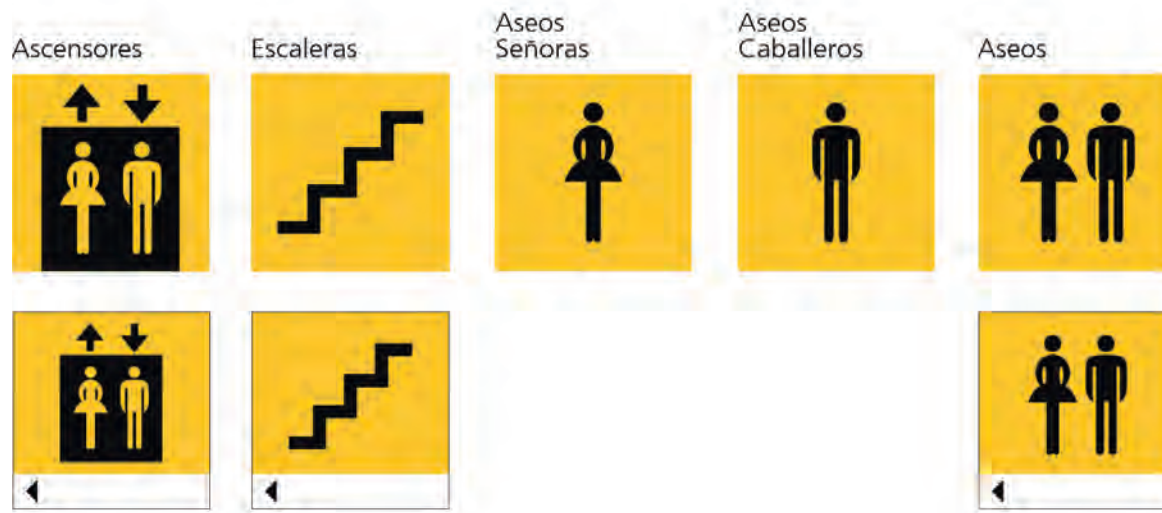 Ascensores
Escaleras
Aseos
Señoras
Aseos
Caballeros
Aseos